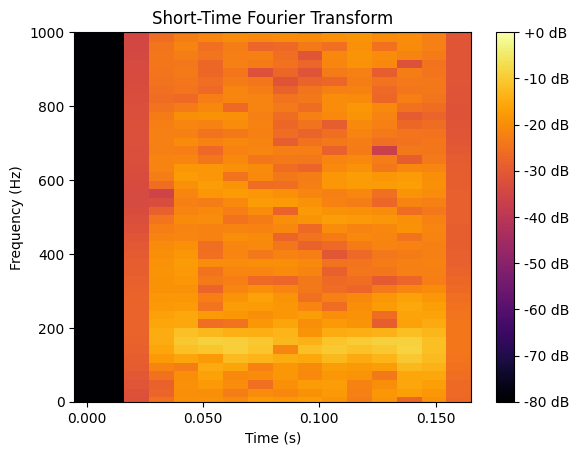 Short-Time Fourier Transform
Frequency (Hz)
1000
800
600
400
200
0
0.000
0.050
0.100
0.150
Time (s)
+0 dB
-10 dB
-20 dB
-30 dB
-40 dB
-50 dB
-60 dB
-70 dB
-80 dB